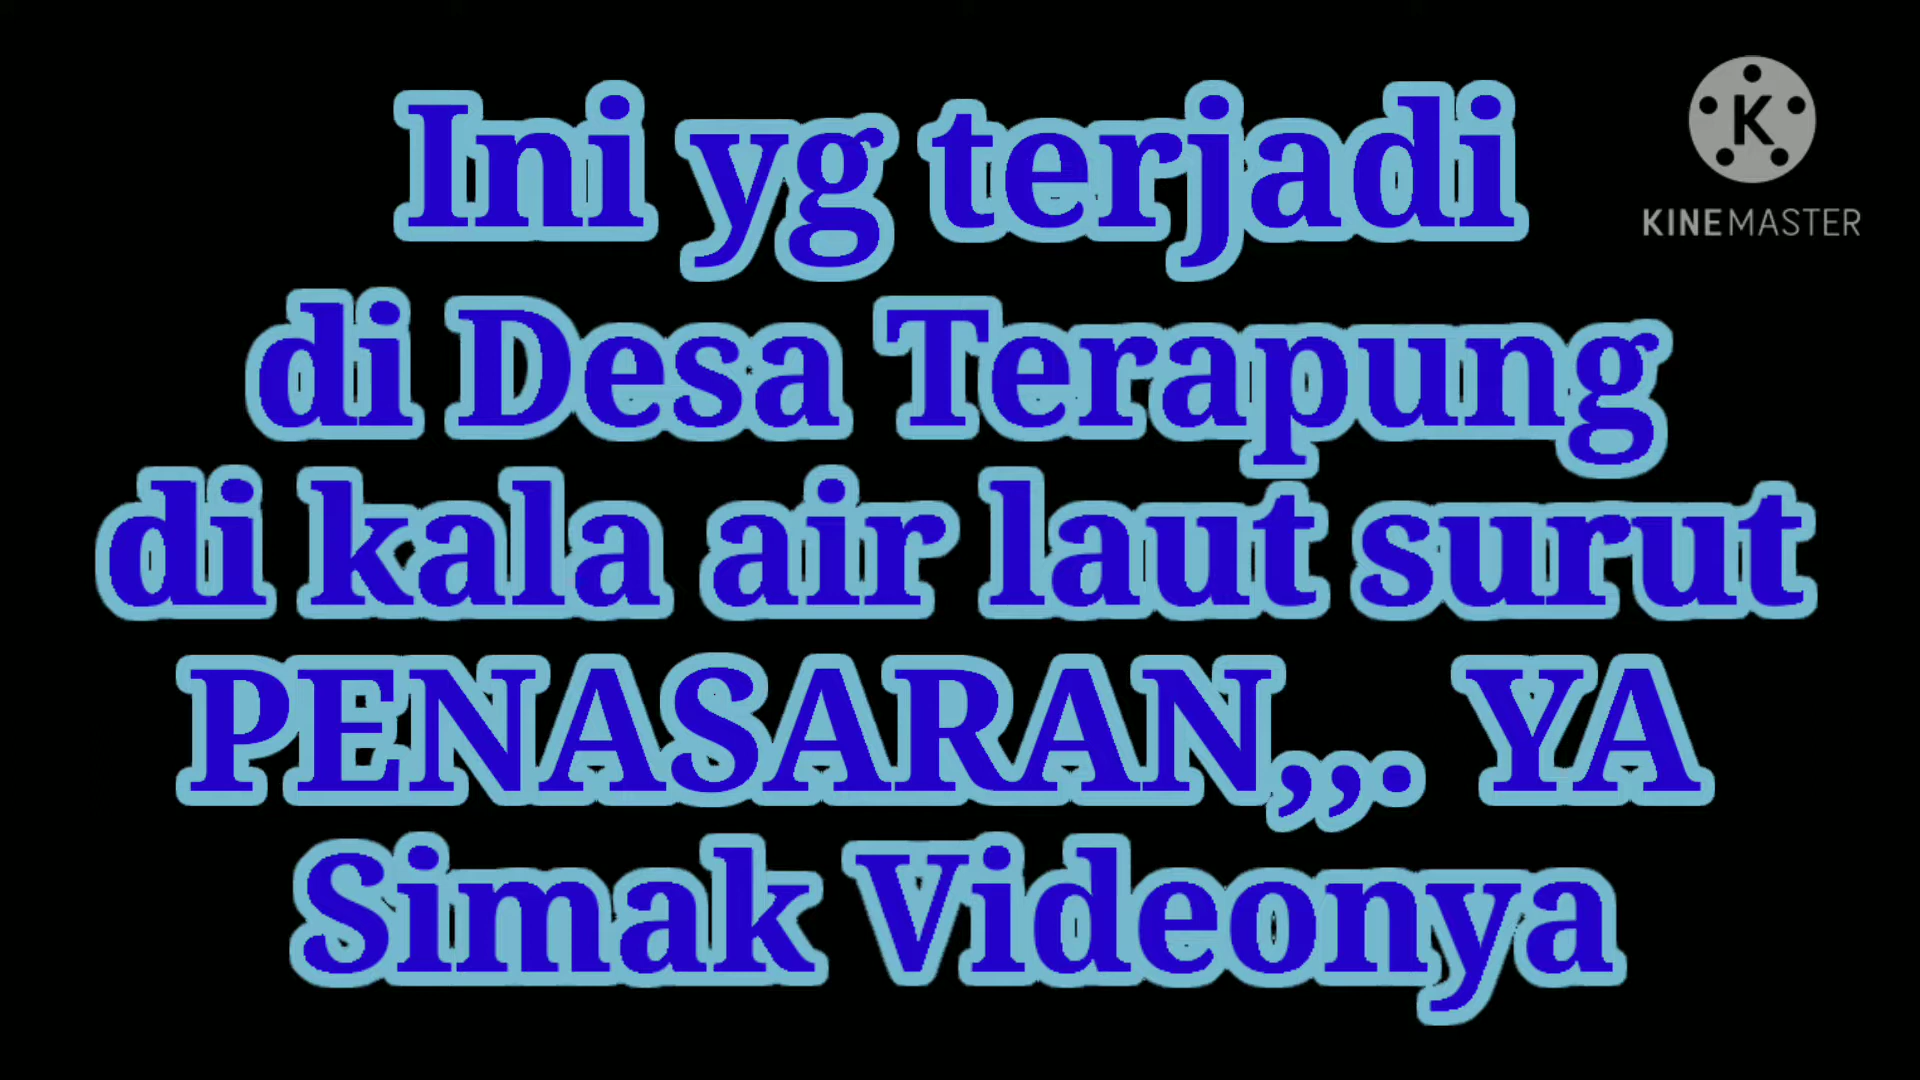 Ini yg terjadi
di Desa Terapung
di kala air laut surut
PENASARAN,,. YA
Simak Videonya
K
KINEMASTER